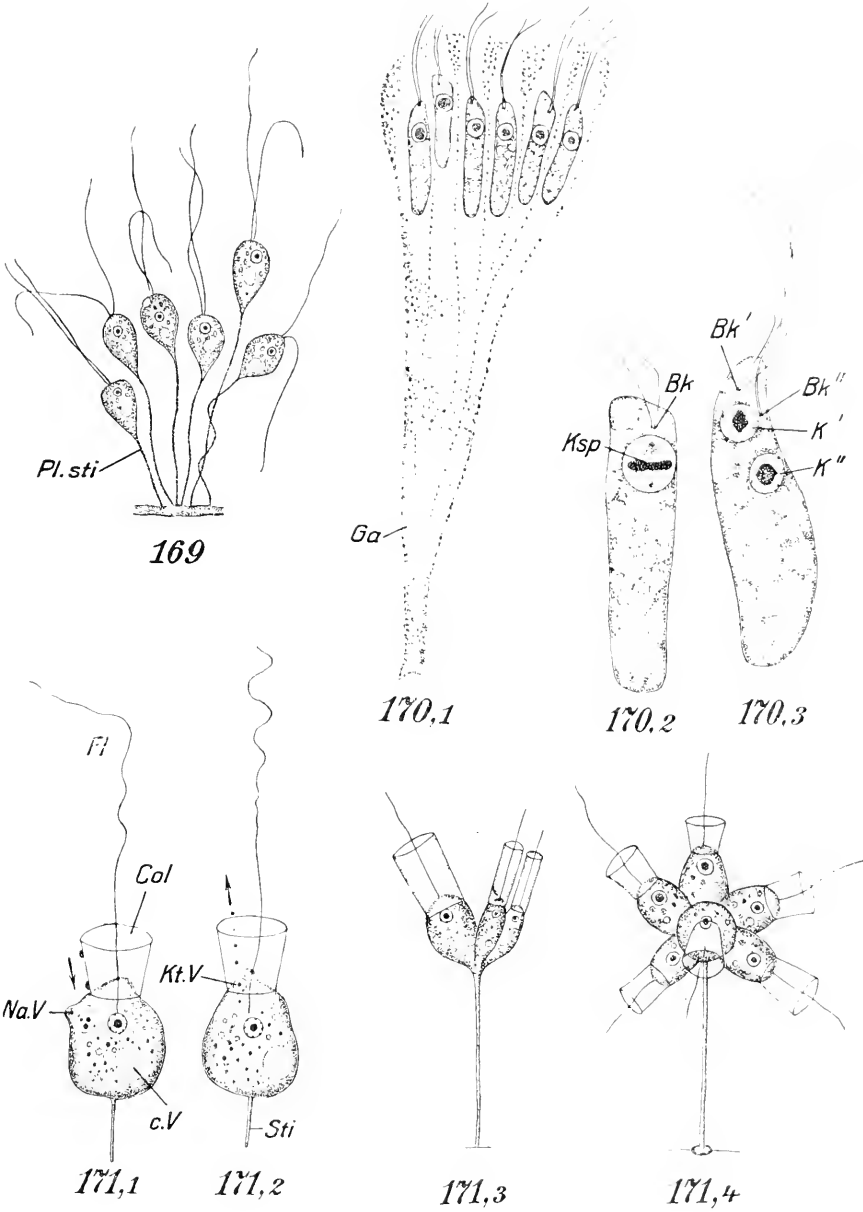 Pl.sti
169
Ga
170,1
Bk
Ksp
170,2
Bk'
Bk"
K'
K"
170,3
Fl
Col
Na.V
c.V
171,1
Kt.V
Sti
171,2
171,3
171,4